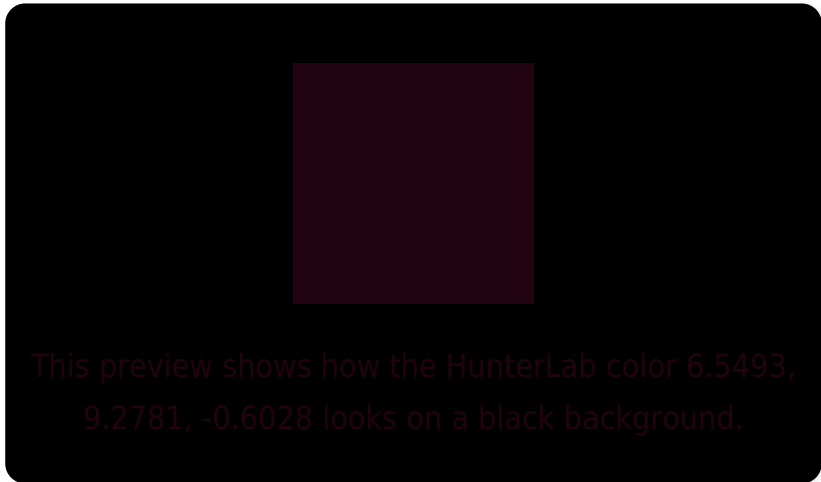 This preview shows how the HunterLab color 6.5493,
9.2781, -0.6028 looks on a black background.